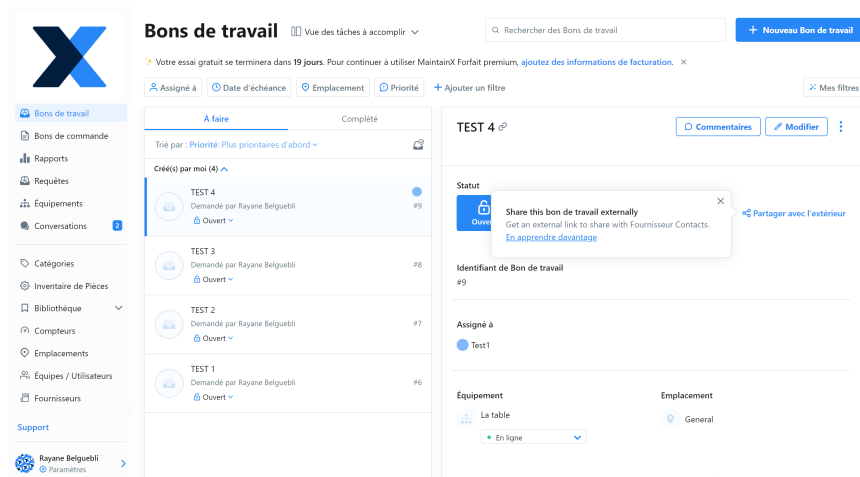 Bons de travail
Vue des tâches à accomplir
Rechercher des Bons de travail
+ Nouveau Bon de travail
Votre essai gratuit se terminera dans 19 jours. Pour continuer à utiliser MaintainX Forfait premium, ajoutez des informations de facturation.
Assigné à
Date d'échéance
Emplacement
Priorité
+ Ajouter un filtre
Mes filtres
Bons de travail
Bons de commande
Rapports
Requêtes
Équipements
Conversations 2
Catégories
Inventaire de Pièces
Bibliothèque
Compteurs
Emplacements
Équipes / Utilisateurs
Fournisseurs
Support
Rayane Belguebli
Paramètres
À faire
Complété
Trié par : Priorité: Plus prioritaires d'abord
Créé(s) par moi (4)
TEST 4
Demandé par Rayane Belguebli
#9
Ouvert
TEST 3
Demandé par Rayane Belguebli
#8
Ouvert
TEST 2
Demandé par Rayane Belguebli
#7
Ouvert
TEST 1
Demandé par Rayane Belguebli
#6
Ouvert
TEST 4
Commentaires
Modifier
Statut
Ouver
Share this bon de travail externally
Get an external link to share with Fournisseur Contacts.
En apprendre davantage
Partager avec l'extérieur
Identifiant de Bon de travail
#9
Assigné à
Test1
Équipement
La table
En ligne
Emplacement
General